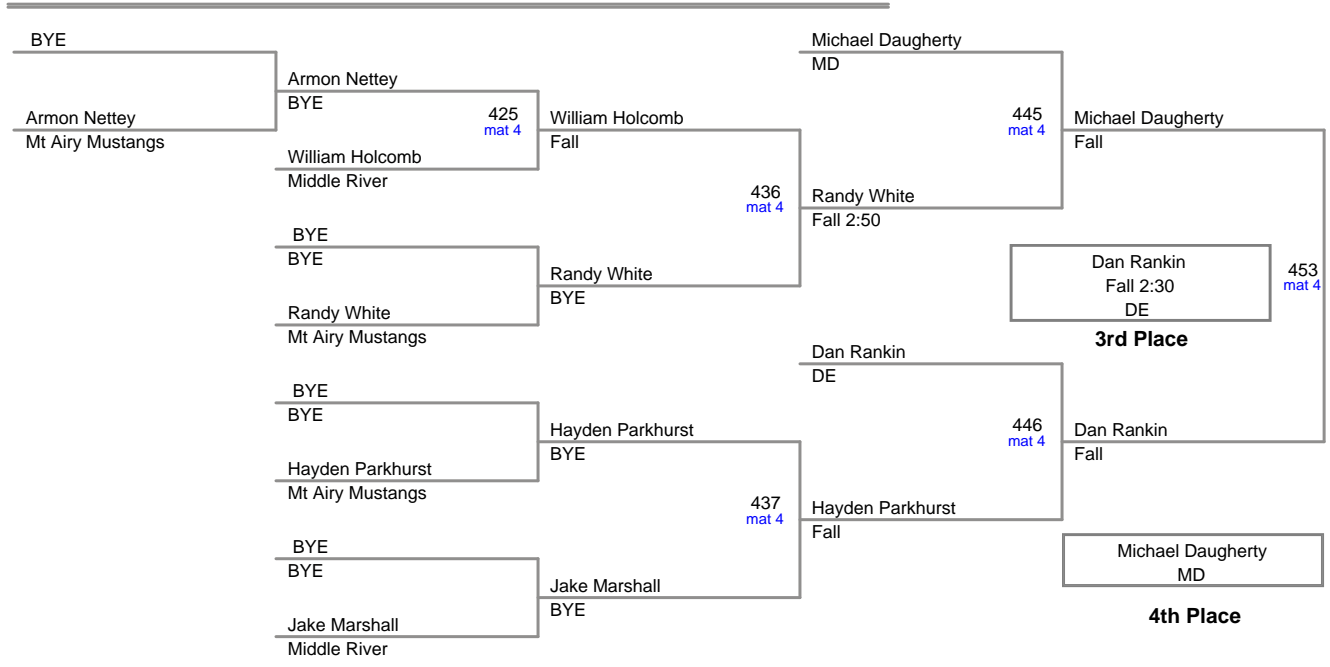 BYE
Armon Nettey
Mt Airy Mustangs
Armon Nettey
BYE
425
mat 4
William Holcomb
Middle River
BYE
BYE
Randy White
Mt Airy Mustangs
BYE
BYE
Hayden Parkhurst
Mt Airy Mustangs
BYE
BYE
Jake Marshall
Middle River
William Holcomb
Fall
436
mat 4
Randy White
BYE
Hayden Parkhurst
BYE
437
mat 4
Jake Marshall
BYE
Michael Daugherty
MD
445
mat 4
Randy White
Fall 2:50
Dan Rankin
DE
446
mat 4
Hayden Parkhurst
Fall
Michael Daugherty
Fall
453
mat 4
Dan Rankin
Fall 2:30
DE
3rd Place
Dan Rankin
Fall
Michael Daugherty
MD
4th Place